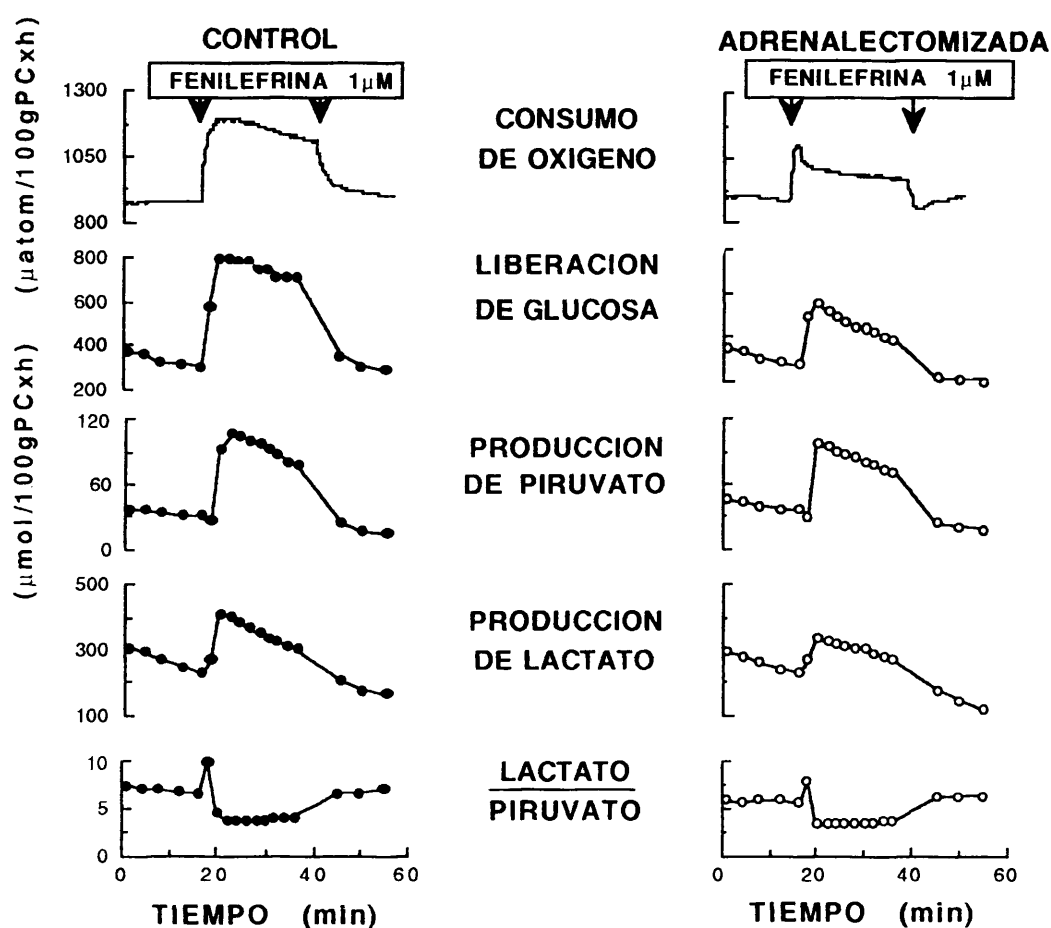 CONTROL
FENILEFRINA 1µM
ADRENALECTOMIZADA
FENILEFRINA 1µM
(µatom/100gPCxh)
(µmol/100gPCxh)
1300
1050
800
CONSUMO
DE OXIGENO
800
600
400
200
LIBERACION
DE GLUCOSA
120
60
0
PRODUCCION
DE PIRUVATO
500
300
100
PRODUCCION
DE LACTATO
10
5
0
LACTATO
PIRUVATO
0 20 40 60
TIEMPO (min)
0 20 40 60
TIEMPO (min)